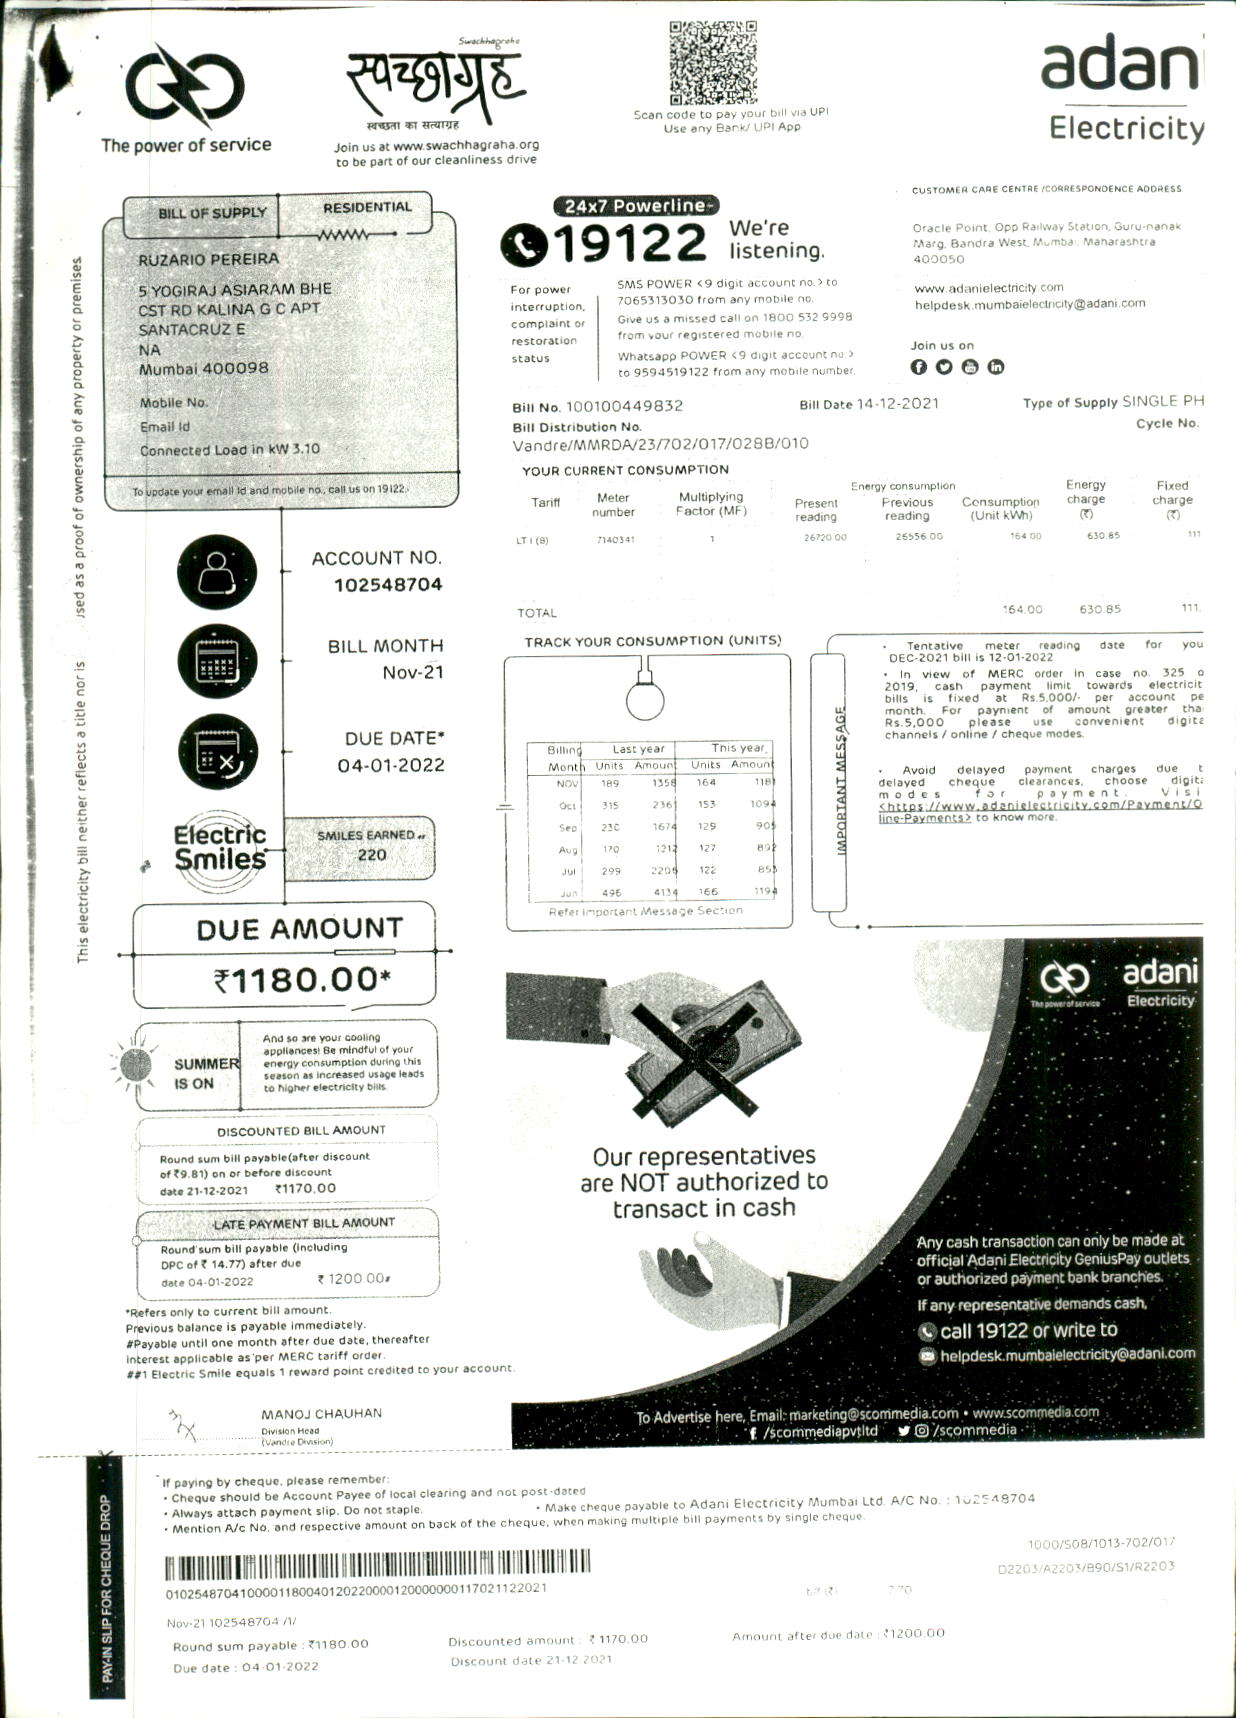 The power of service
Swachhagraha
स्वच्छाग्रह
स्वच्छता का सत्याग्रह
Join us at www.swachhagraha.org
to be part of our cleanliness drive
Scan code to pay your bill via UPI
Use any Bank/ UPI App
adani
Electricity
BILL OF SUPPLY
RESIDENTIAL
RUZARIO PEREIRA
5 YOGIRAJ ASIARAM BHE
CST RD KALINA G C APT
SANTACRUZ E
NA
Mumbai 400098
Mobile No.
Email Id
Connected Load in kW 3.10
To update your email Id and mobile no., call us on 19122.
24x7 Powerline
19122 We're listening.
For power
interruption,
complaint or
restoration
status
SMS POWER <9 digit account no.> to
7065313030 from any mobile no.
Give us a missed call on 1800 532 9998
from your registered mobile no.
Whatsapp POWER <9 digit account no.>
to 9594519122 from any mobile number.
CUSTOMER CARE CENTRE /CORRESPONDENCE ADDRESS
Oracle Point, Opp Railway Station, Guru-nanak
Marg, Bandra West, Mumbai, Maharashtra
400050
www.adanielectricity.com
helpdesk.mumbaielectricity@adani.com
Join us on
Bill No. 100100449832 Bill Date 14-12-2021 Type of Supply SINGLE PH
Bill Distribution No. Cycle No.
Vandre/MMRDA/23/702/017/028B/010
YOUR CURRENT CONSUMPTION
Energy consumption
Tariff Meter number Multiplying Factor (MF) Present reading Previous reading Consumption (Unit kWh) Energy charge (₹) Fixed charge (₹)
LT I (B) 7140341 1 26720.00 26556.00 164.00 630.85 111
TOTAL 164.00 630.85 111.
This electricity bill neither reflects a title nor is used as a proof of ownership of any property or premises.
ACCOUNT NO.
102548704
BILL MONTH
Nov-21
DUE DATE*
04-01-2022
Electric
Smiles
SMILES EARNED
220
DUE AMOUNT
₹1180.00*
TRACK YOUR CONSUMPTION (UNITS)
Billing Last year This year
Month Units Amount Units Amount
NOV 189 1358 164 118
Oct 315 236 153 109
Sep 230 1674 129 90
Aug 170 1212 127 89
Jul 299 220 122 85
Jun 496 4134 166 119
Refer Important Message Section
IMPORTANT MESSAGE
• Tentative meter reading date for you
DEC-2021 bill is 12-01-2022
• In view of MERC order in case no. 325 o
2019, cash payment limit towards electricit
bills is fixed at Rs.5,000/- per account pe
month. For payment of amount greater tha
Rs.5,000 please use convenient digita
channels / online / cheque modes.
• Avoid delayed payment charges due t
delayed cheque clearances, choose digit
modes for payment. Visi
<https://www.adanielectricity.com/Payment/O
line-Payments> to know more.
SUMMER
IS ON
And so are your cooling
appliances! Be mindful of your
energy consumption during this
season as increased usage leads
to higher electricity bills.
DISCOUNTED BILL AMOUNT
Round sum bill payable(after discount
of ₹9.81) on or before discount
date 21-12-2021 ₹1170.00
LATE PAYMENT BILL AMOUNT
Round sum bill payable (including
DPC of ₹ 14.77) after due
date 04-01-2022 ₹ 1200.00#
*Refers only to current bill amount.
Previous balance is payable immediately.
#Payable until one month after due date, thereafter
interest applicable as per MERC tariff order.
##1 Electric Smile equals 1 reward point credited to your account.
MANOJ CHAUHAN
Division Head
(Vandre Division)
The power of service
adani
Electricity
Our representatives
are NOT authorized to
transact in cash
Any cash transaction can only be made at
official Adani Electricity GeniusPay outlets
or authorized payment bank branches.
If any representative demands cash,
call 19122 or write to
helpdesk.mumbaielectricity@adani.com
To Advertise here, Email: marketing@scommedia.com • www.scommedia.com
/scommediapvtltd /scommedia
PAY-IN SLIP FOR CHEQUE DROP
If paying by cheque, please remember:
• Cheque should be Account Payee of local clearing and not post-dated
• Always attach payment slip. Do not staple. • Make cheque payable to Adani Electricity Mumbai Ltd. A/C No. : 102548704
• Mention A/c No. and respective amount on back of the cheque, when making multiple bill payments by single cheque.
1000/S08/1013-702/017
D2203/A2203/B90/S1/R2203
Nov-21 102548704 /1/
Round sum payable : ₹1180.00 Discounted amount : ₹ 1170.00 Amount after due date : ₹1200.00
Due date : 04-01-2022 Discount date 21-12-2021